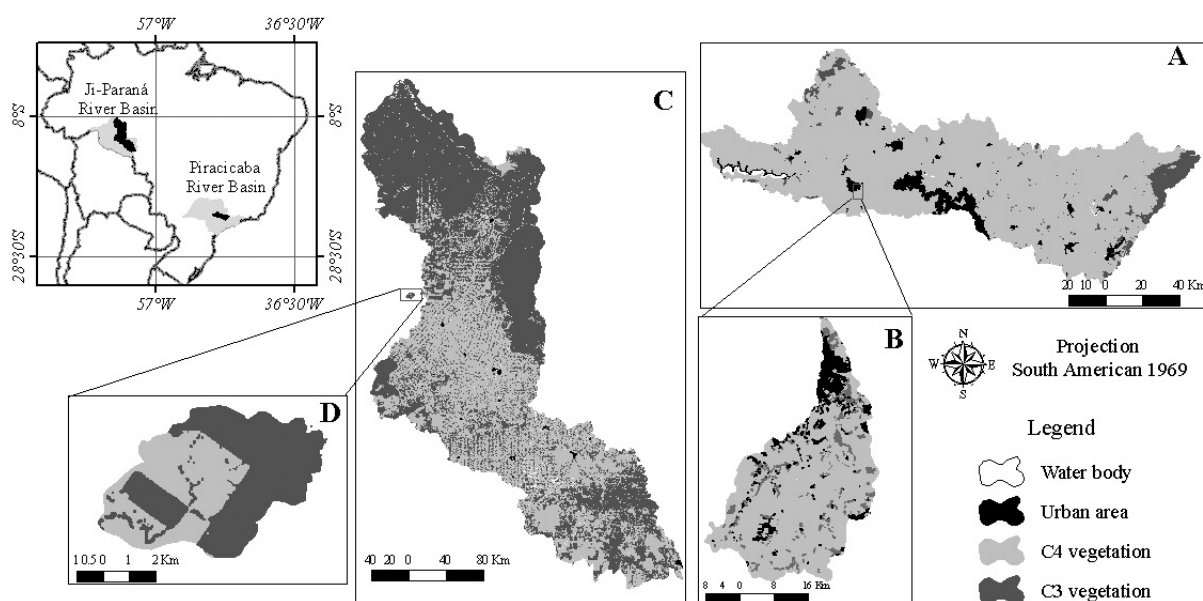 57°W
36°30'W
Ji-Paraná
River Basin
8°S
8°S
Piracicaba
River Basin
28°30'S
28°30'S
57°W
36°30'W
C
A
20 10 0 20 40 Km
B
N
W E
S
Projection
South American 1969
D
Legend
Water body
Urban area
C4 vegetation
C3 vegetation
1 0.5 0 1 2 Km
40 20 0 40 80 Km
8 4 0 8 16 Km